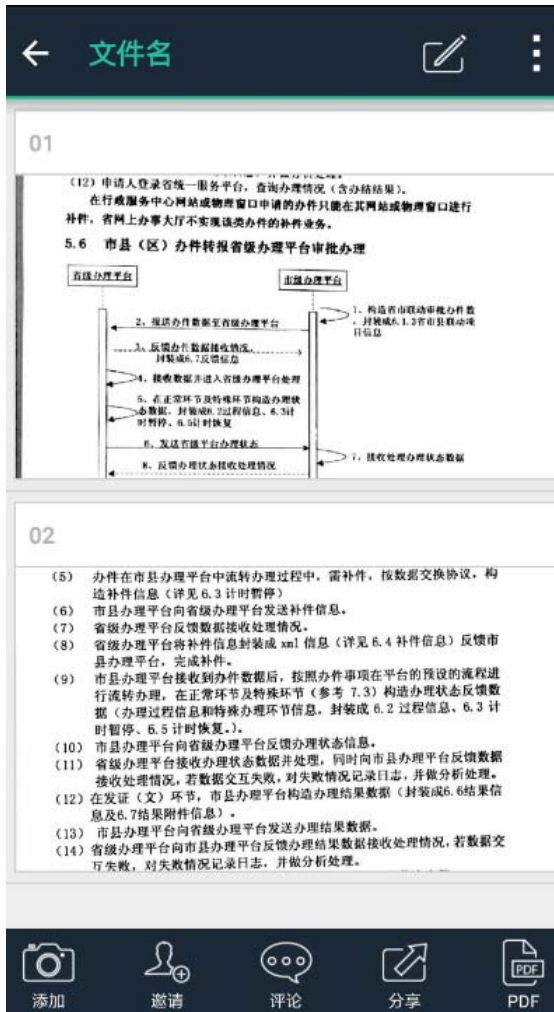 文件名
01
(12) 申请人登录省统一服务平台，查询办理情况（含办结结果）。
在行政服务中心网站或物理窗口申请的办件只能在其网站或物理窗口进行
补件，省网上办事大厅不实现该类办件的补件业务。
5.6 市县（区）办件转报省级办理平台审批办理
省级办理平台
市级办理平台
1、构造省市联动审批办件数
，封装成6.1.3省市县联动项
目信息
2、报送办件数据至省级办理平台
3、反馈办件数据接收情况，
封装成6.7反馈信息
4、接收数据并进入省级办理平台处理
5、在正常环节及特殊环节构造办理状
态数据，封装成6.2过程信息、6.3计
时暂停、6.5计时恢复
6、发送省级平台办理状态
7、接收处理办理状态数据
8、反馈办理状态接收处理情况
02
(5) 办件在市县办理平台中流转办理过程中，需补件，按数据交换协议，构
造补件信息（详见 6.3 计时暂停）
(6) 市县办理平台向省级办理平台发送补件信息。
(7) 省级办理平台反馈数据接收处理情况。
(8) 省级办理平台将补件信息封装成 xml 信息（详见 6.4 补件信息）反馈市
县办理平台，完成补件。
(9) 市县办理平台接收到办件数据后，按照办件事项在平台的预设的流程进
行流转办理，在正常环节及特殊环节（参考 7.3）构造办理状态反馈数
据（办理过程信息和特殊办理环节信息，封装成 6.2 过程信息、6.3 计
时暂停、6.5 计时恢复。）。
(10) 市县办理平台向省级办理平台反馈办理状态信息。
(11) 省级办理平台接收办理状态数据并处理，同时向市县办理平台反馈数据
接收处理情况，若数据交互失败，对失败情况记录日志，并做分析处理。
(12) 在发证（文）环节，市县办理平台构造办理结果数据（封装成6.6结果信
息及6.7结果附件信息）。
(13) 市县办理平台向省级办理平台发送办理结果数据。
(14) 省级办理平台向市县办理平台反馈办理结果数据接收处理情况，若数据交
互失败，对失败情况记录日志，并做分析处理。
添加
邀请
评论
分享
PDF
PDF